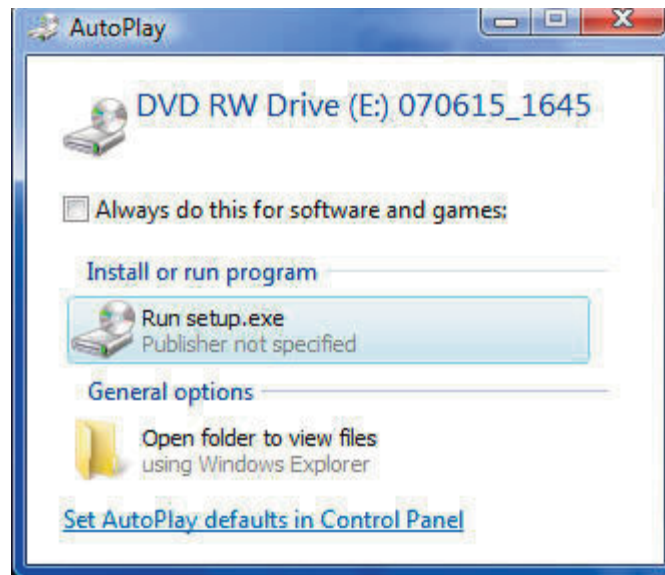 AutoPlay
DVD RW Drive (E:) 070615_1645
Always do this for software and games:
Install or run program
Run setup.exe
Publisher not specified
General options
Open folder to view files
using Windows Explorer
Set AutoPlay defaults in Control Panel